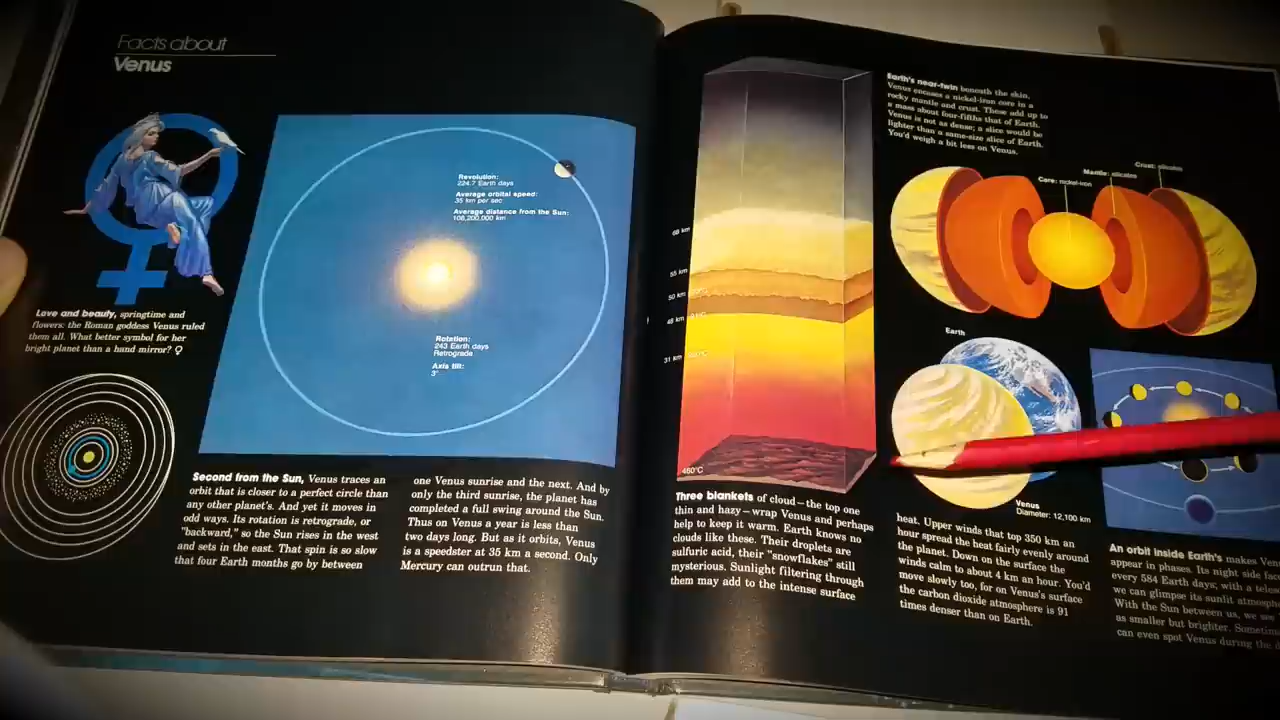 Facts about
Venus
Love and beauty, springtime and
flowers: the Roman goddess Venus ruled
them all. What better symbol for her
bright planet than a hand mirror? ♀
Revolution:
224.7 Earth days
Average orbital speed:
35 km per sec
Average distance from the Sun:
108,200,000 km
Rotation:
243 Earth days
Retrograde
Axis tilt:
3°
Second from the Sun, Venus traces an
orbit that is closer to a perfect circle than
any other planet's. And yet it moves in
odd ways. Its rotation is retrograde, or
"backward," so the Sun rises in the west
and sets in the east. That spin is so slow
that four Earth months go by between
one Venus sunrise and the next. And by
only the third sunrise, the planet has
completed a full swing around the Sun.
Thus on Venus a year is less than
two days long. But as it orbits, Venus
is a speedster at 35 km a second. Only
Mercury can outrun that.
68 km
55 km
50 km
48 km
31 km
460°C
Three blankets of cloud—the top one
thin and hazy—wrap Venus and perhaps
help to keep it warm. Earth knows no
clouds like these. Their droplets are
sulfuric acid, their "snowflakes" still
mysterious. Sunlight filtering through
them may add to the intense surface
heat. Upper winds that top 350 km an
hour spread the heat fairly evenly around
the planet. Down on the surface the
winds calm to about 4 km an hour. You'd
move slowly too, for on Venus's surface
the carbon dioxide atmosphere is 91
times denser than on Earth.
Earth's near-twin beneath the skin,
Venus encases a nickel-iron core in a
rocky mantle and crust. These add up to
a mass about four-fifths that of Earth.
Venus is not as dense; a slice would be
lighter than a same-size slice of Earth.
You'd weigh a bit less on Venus.
Core: nickel-iron
Mantle: silicates
Crust: silicates
Earth
Venus
Diameter: 12,100 km
An orbit inside Earth's makes Ven
appear in phases. Its night side fac
every 584 Earth days; with a teles
we can glimpse its sunlit atmosph
With the Sun between us, we see
as smaller but brighter. Sometim
can even spot Venus during the d